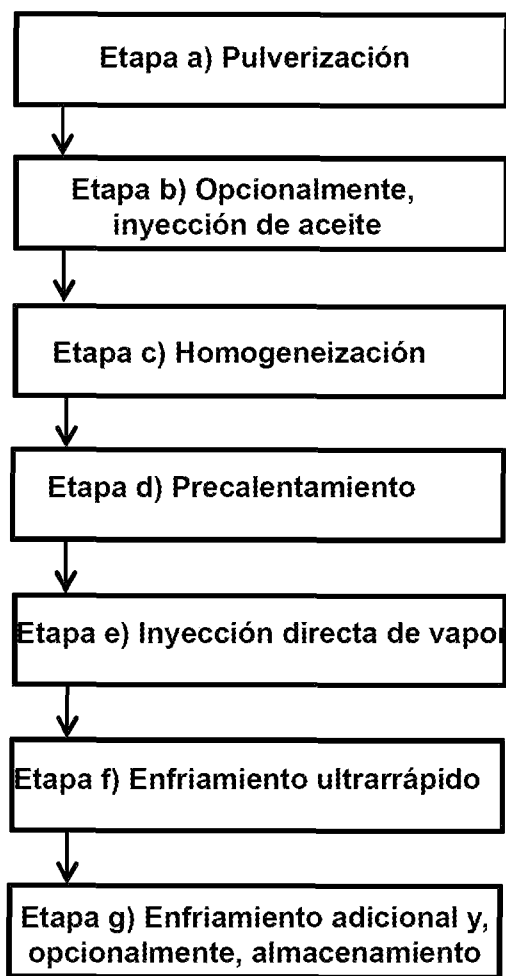 Etapa a) Pulverización
Etapa b) Opcionalmente,
inyección de aceite
Etapa c) Homogeneización
Etapa d) Precalentamiento
Etapa e) Inyección directa de vapor
Etapa f) Enfriamiento ultrarrápido
Etapa g) Enfriamiento adicional y,
opcionalmente, almacenamiento